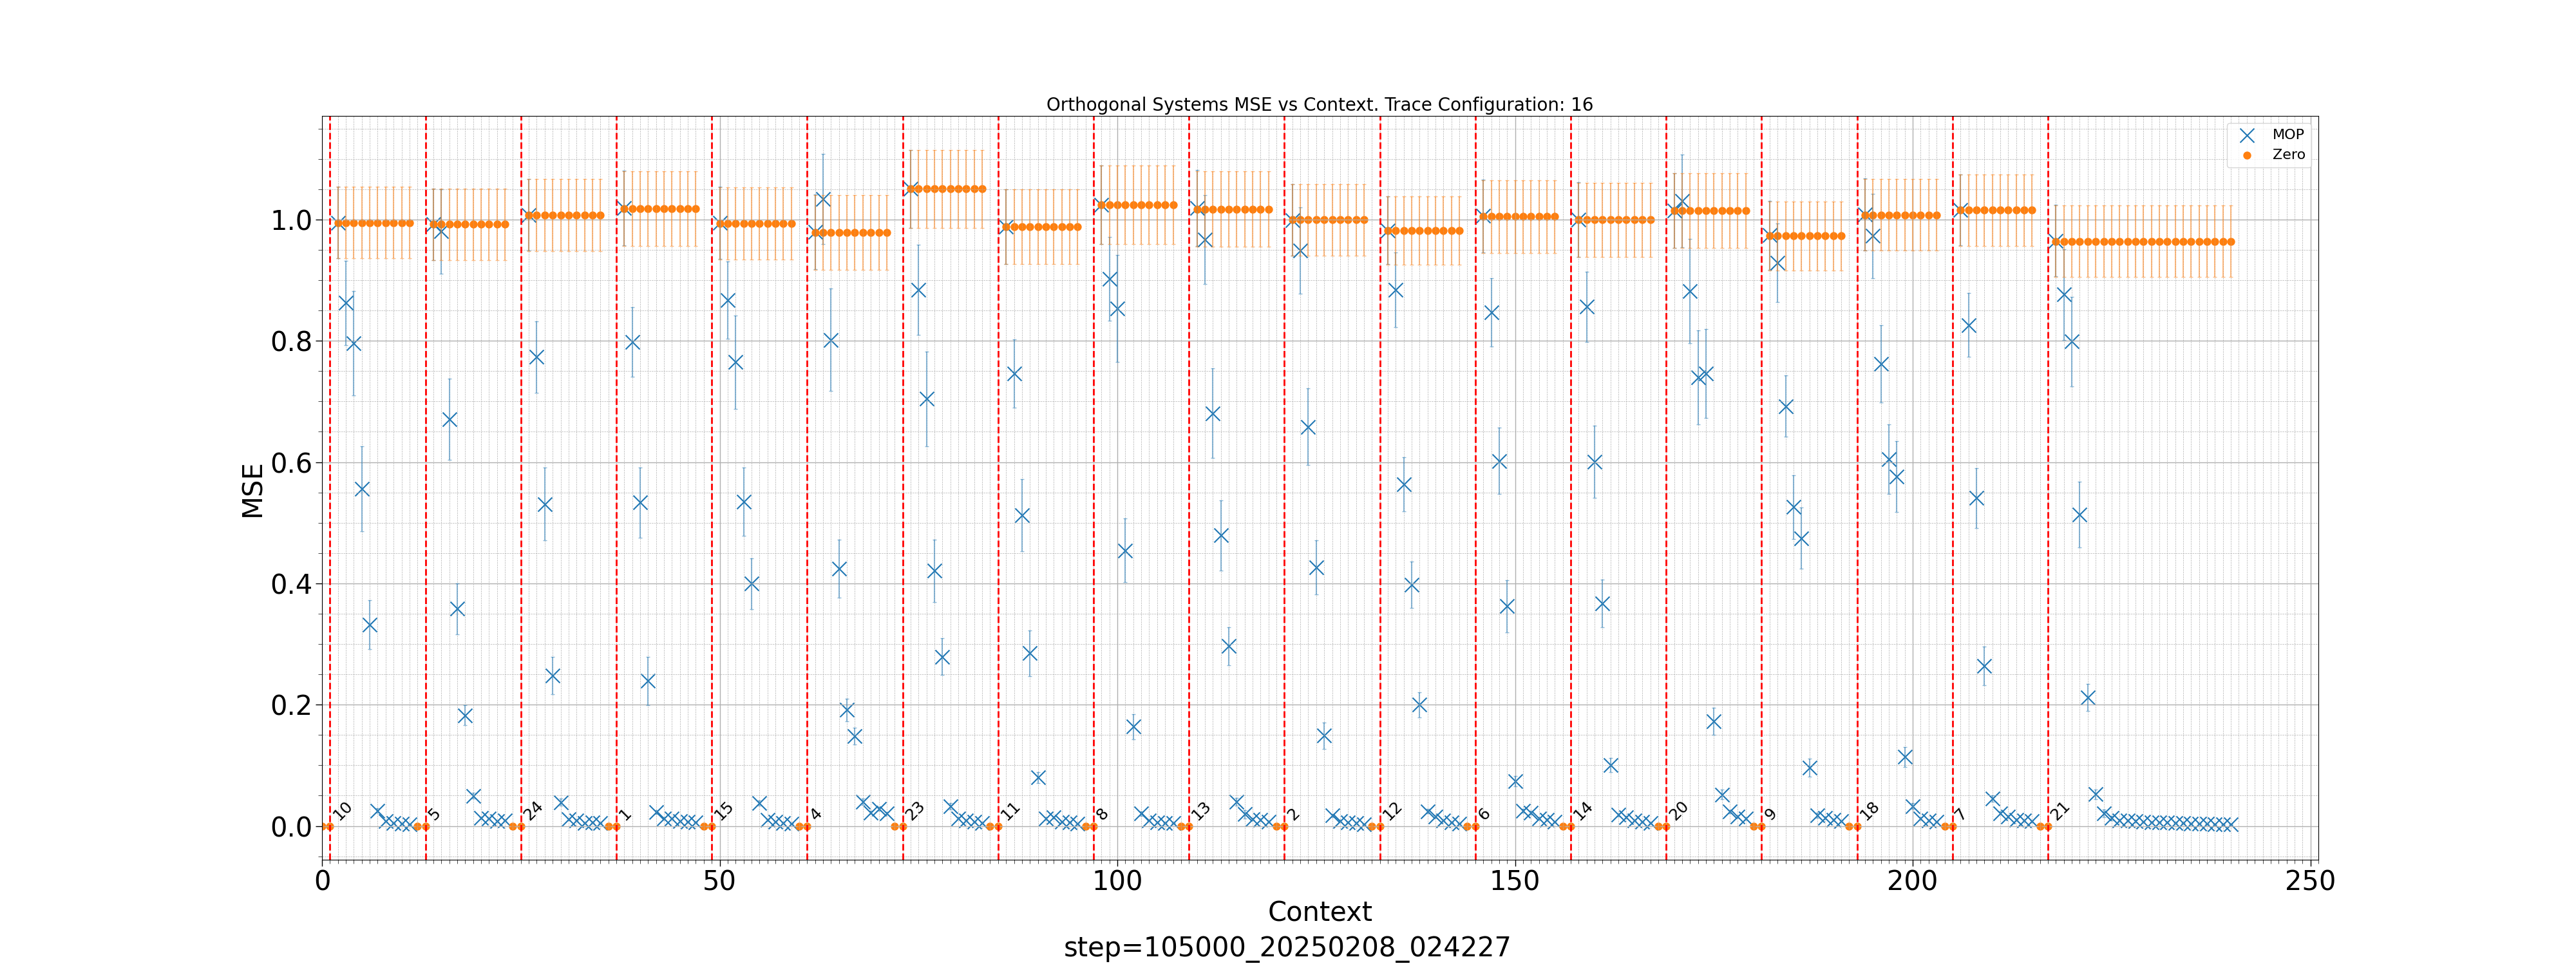 Orthogonal Systems MSE vs Context. Trace Configuration: 16
MOP
Zero
MSE
1.0
0.8
0.6
0.4
0.2
0.0
10 5 24 1 15 4 23 11 8 13 2 12 6 14 20 9 18 7 21
0 50 100 150 200 250
Context
step=105000_20250208_024227